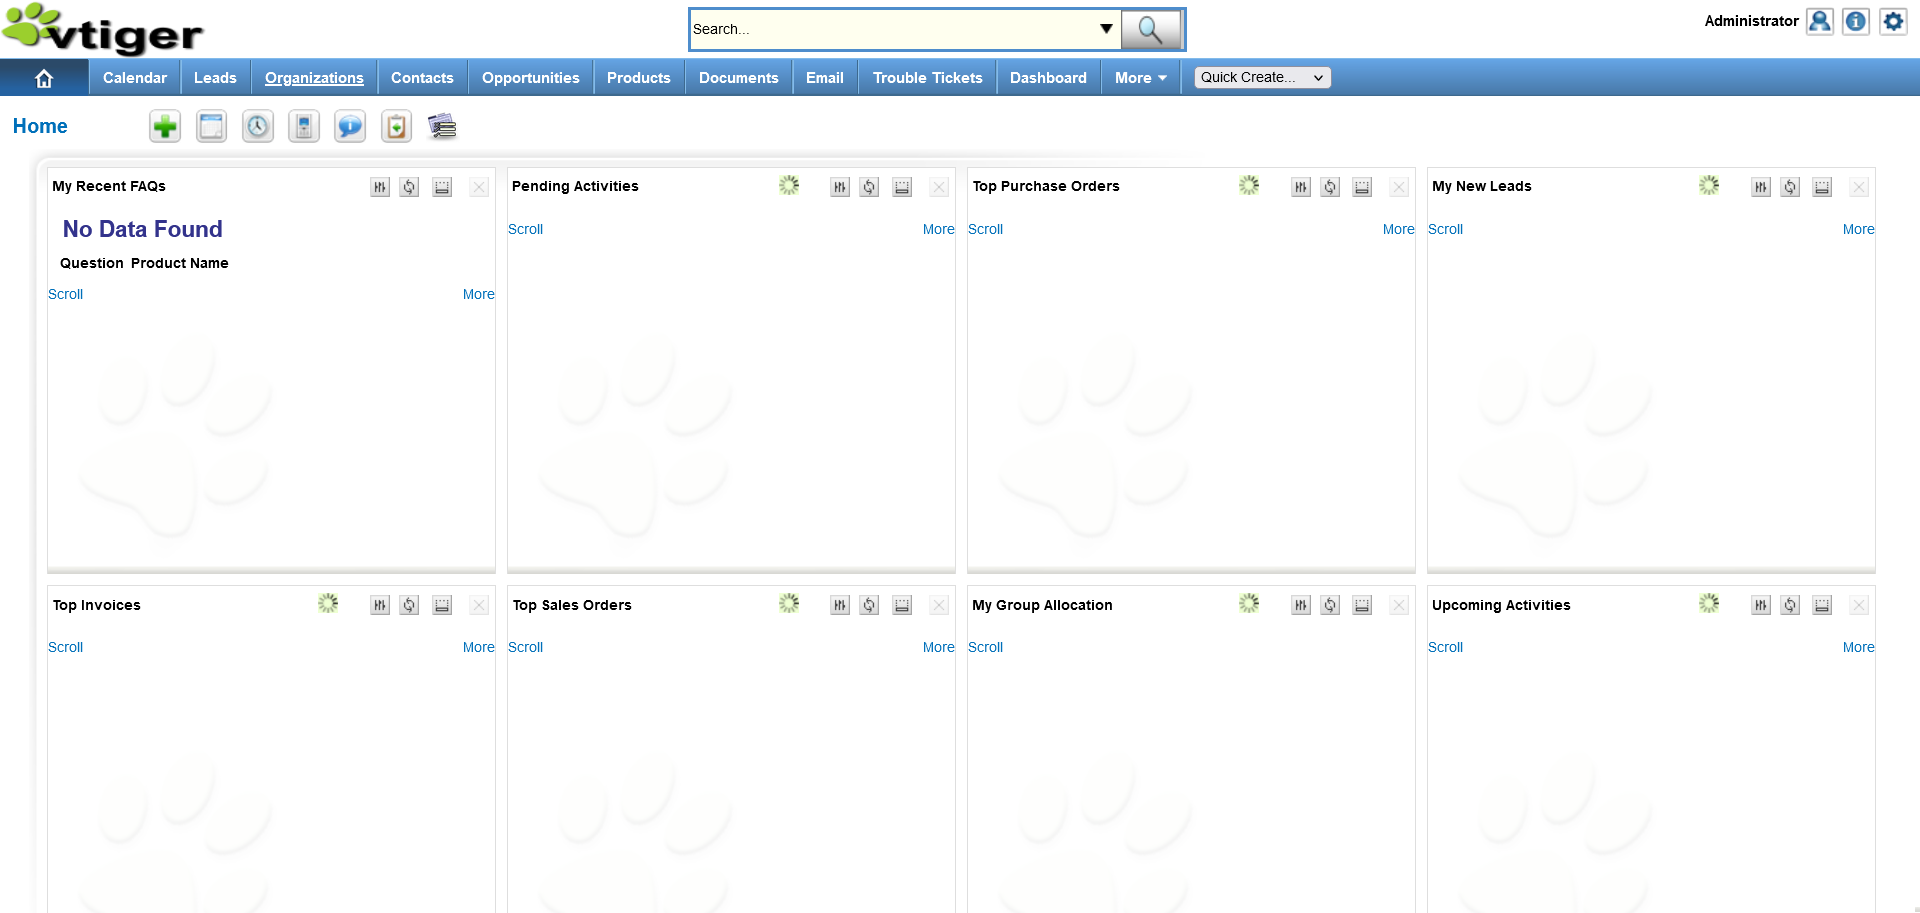 vtiger
Search...
Administrator
Calendar Leads Organizations Contacts Opportunities Products Documents Email Trouble Tickets Dashboard More Quick Create...
Home
My Recent FAQs
No Data Found
Question Product Name
Scroll More
Pending Activities
Scroll More
Top Purchase Orders
Scroll More
My New Leads
Scroll More
Top Invoices
Scroll More
Top Sales Orders
Scroll More
My Group Allocation
Scroll
Upcoming Activities
Scroll More